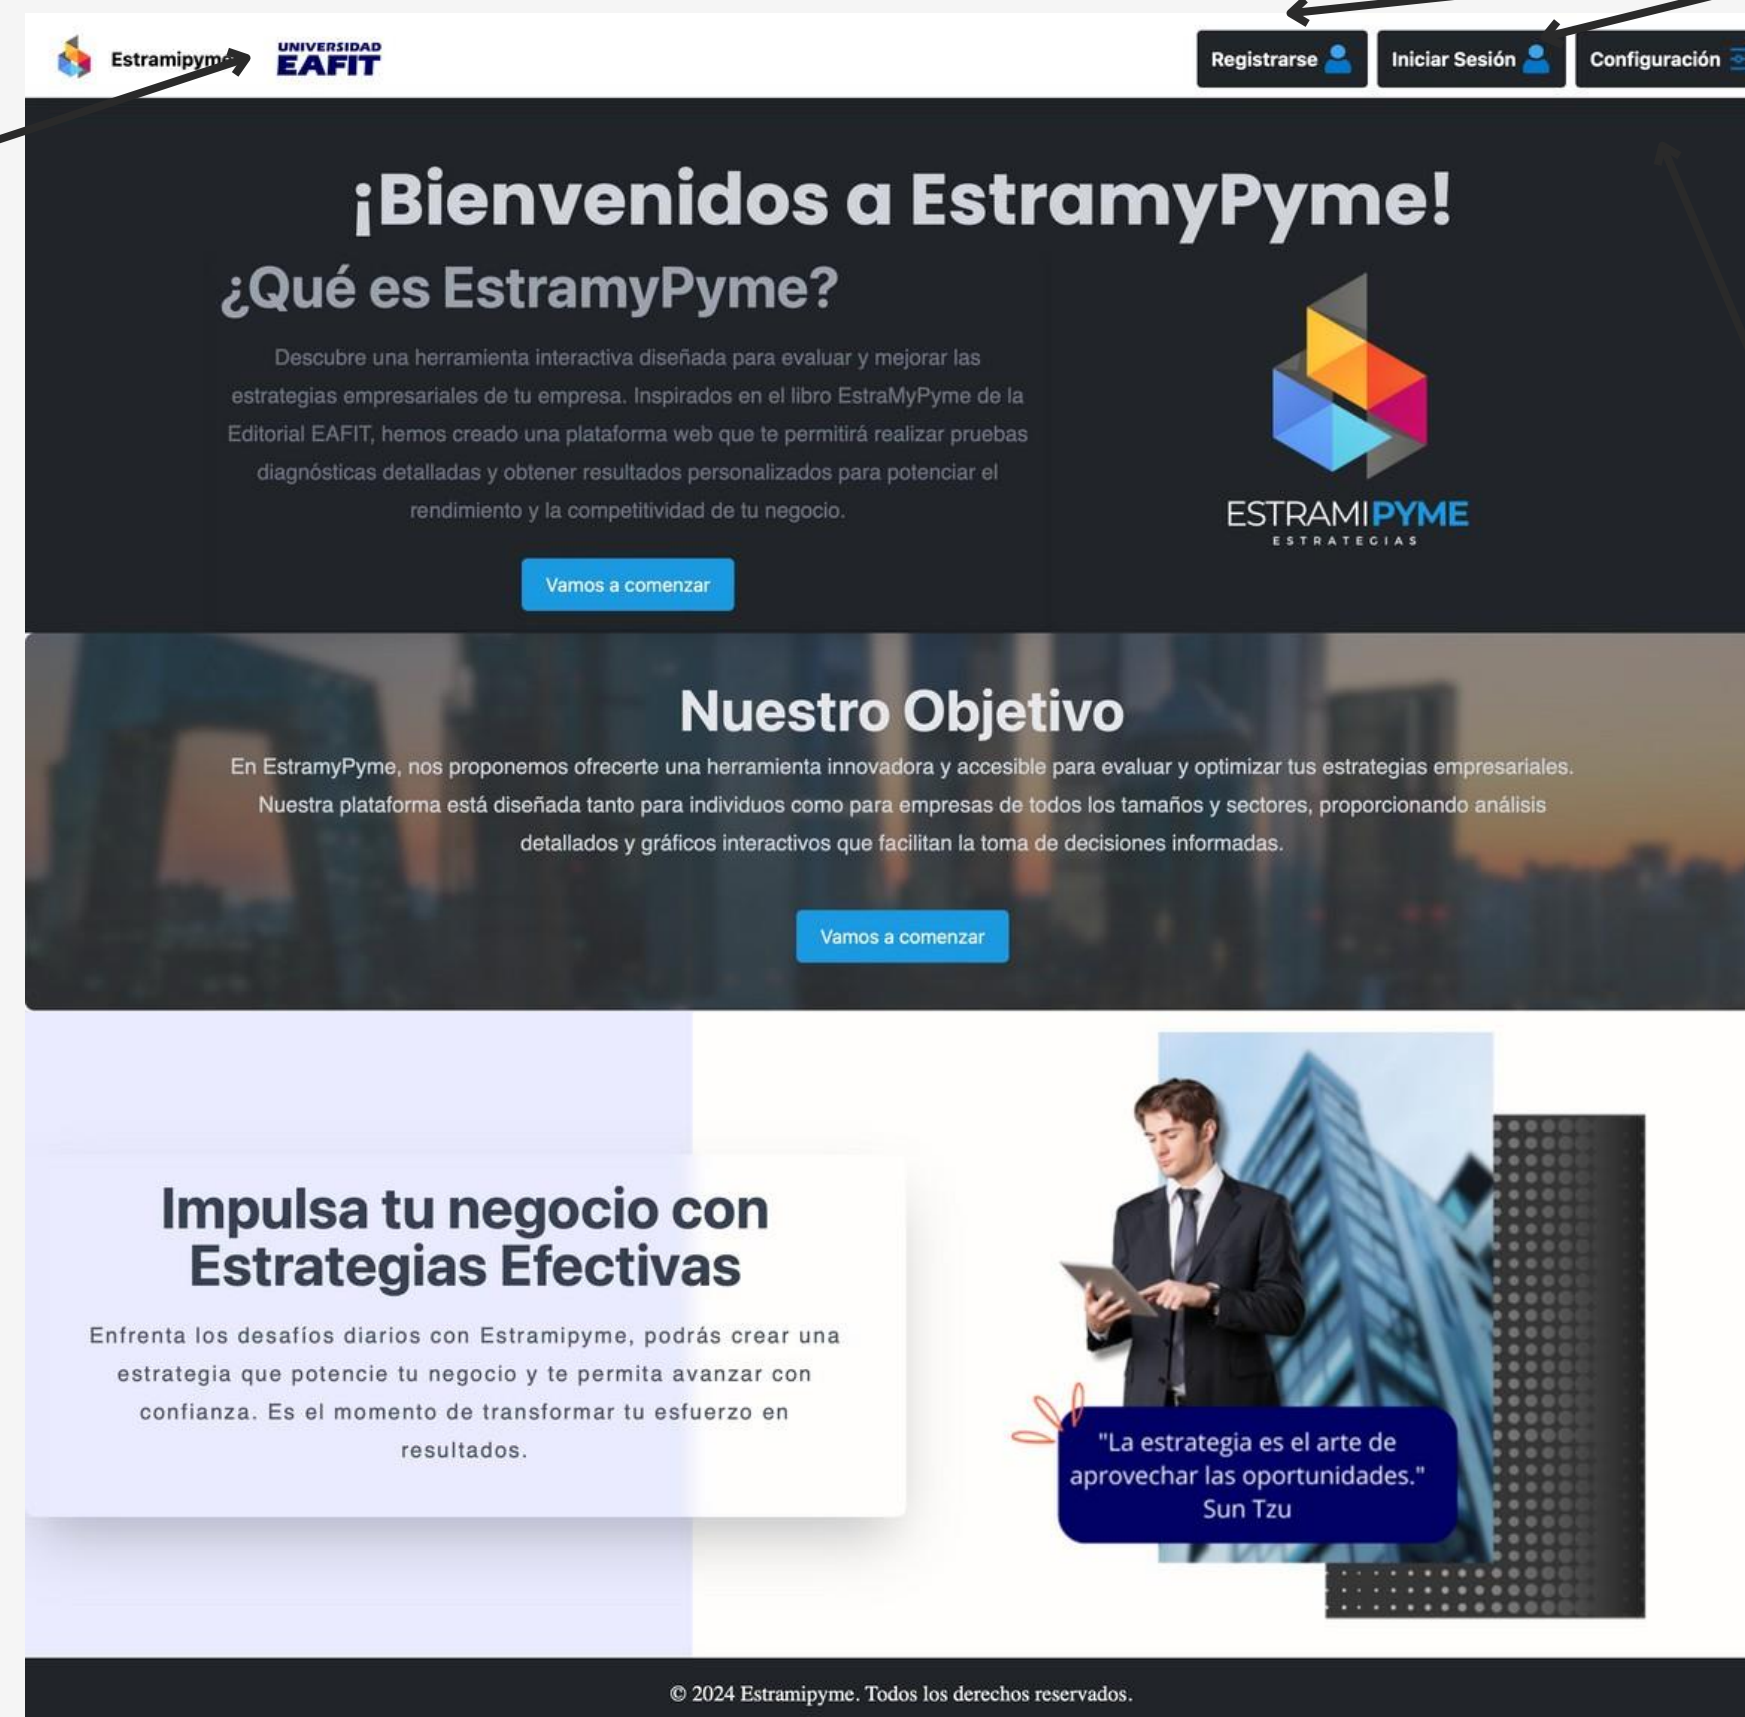 Estramipyme
UNIVERSIDAD
EAFIT
Registrarse
Iniciar Sesión
Configuración
¡Bienvenidos a EstramyPyme!
¿Qué es EstramyPyme?
Descubre una herramienta interactiva diseñada para evaluar y mejorar las
estrategias empresariales de tu empresa. Inspirados en el libro EstraMyPyme de la
Editorial EAFIT, hemos creado una plataforma web que te permitirá realizar pruebas
diagnósticas detalladas y obtener resultados personalizados para potenciar el
rendimiento y la competitividad de tu negocio.
Vamos a comenzar
ESTRAMIPYME
ESTRATEGIAS
Nuestro Objetivo
En EstramyPyme, nos proponemos ofrecerte una herramienta innovadora y accesible para evaluar y optimizar tus estrategias empresariales.
Nuestra plataforma está diseñada tanto para individuos como para empresas de todos los tamaños y sectores, proporcionando análisis
detallados y gráficos interactivos que facilitan la toma de decisiones informadas.
Vamos a comenzar
Impulsa tu negocio con
Estrategias Efectivas
Enfrenta los desafíos diarios con Estramipyme, podrás crear una
estrategia que potencie tu negocio y te permita avanzar con
confianza. Es el momento de transformar tu esfuerzo en
resultados.
"La estrategia es el arte de
aprovechar las oportunidades."
Sun Tzu
© 2024 Estramipyme. Todos los derechos reservados.